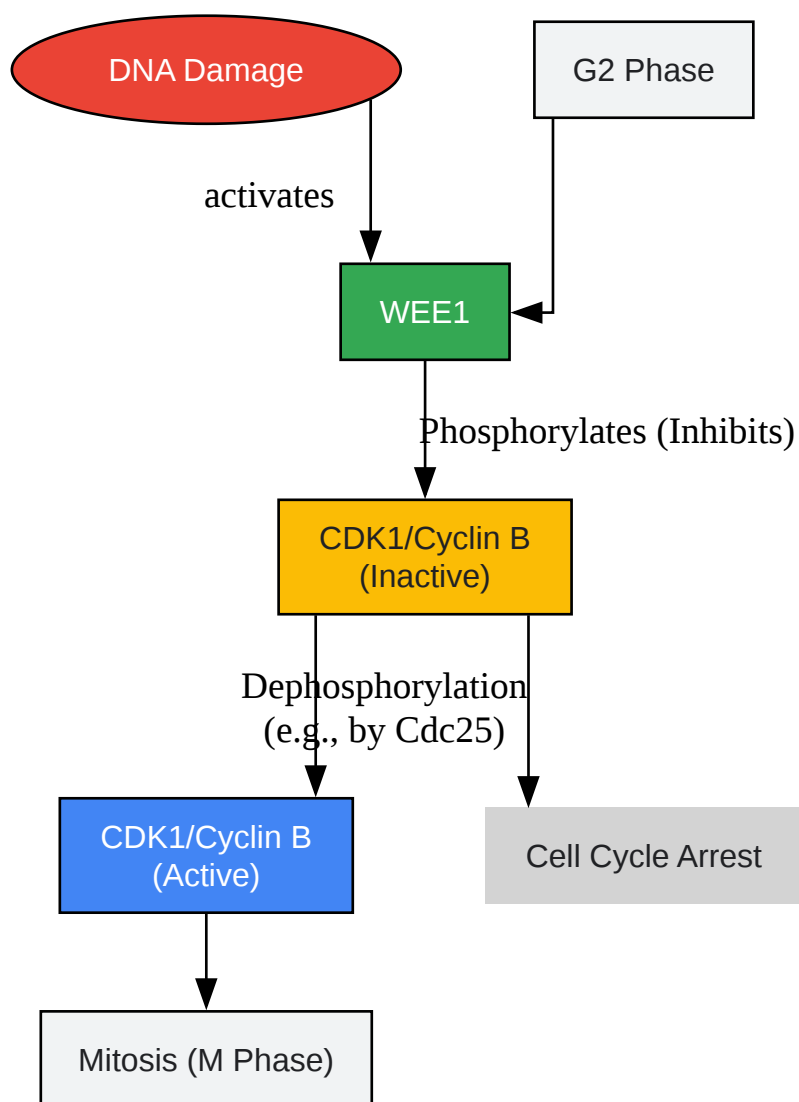 DNA Damage
G2 Phase
activates
WEE1
Phosphorylates (Inhibits)
CDK1/Cyclin B
(Inactive)
Dephosphorylation
(e.g., by Cdc25)
CDK1/Cyclin B
(Active)
Cell Cycle Arrest
Mitosis (M Phase)